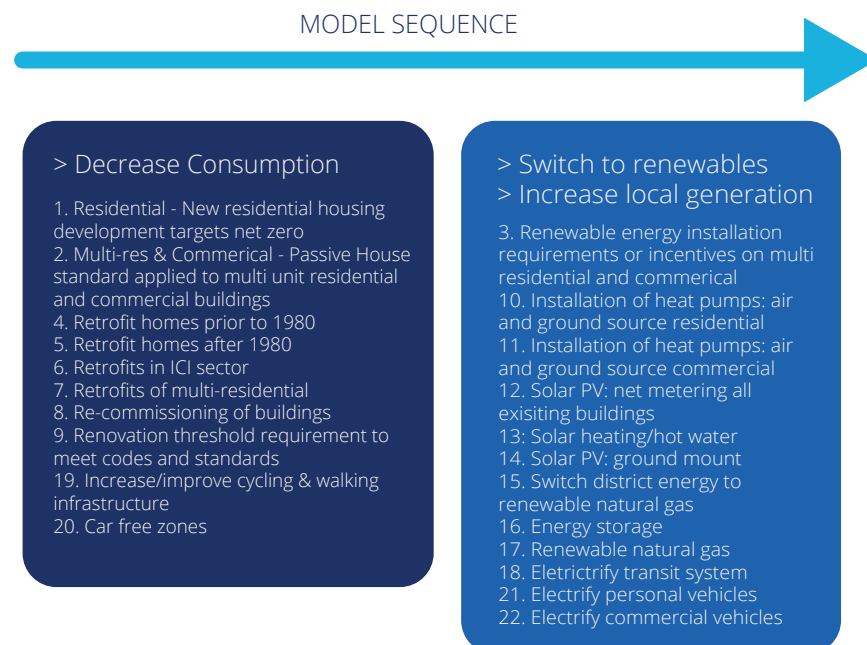 MODEL SEQUENCE
> Decrease Consumption
1. Residential - New residential housing
development targets net zero
2. Multi-res & Commerical - Passive House
standard applied to multi unit residential
and commercial buildings
4. Retrofit homes prior to 1980
5. Retrofit homes after 1980
6. Retrofits in ICI sector
7. Retrofits of multi-residential
8. Re-commissioning of buildings
9. Renovation threshold requirement to
meet codes and standards
19. Increase/improve cycling & walking
infrastructure
20. Car free zones
> Switch to renewables
> Increase local generation
3. Renewable energy installation
requirements or incentives on multi
residential and commerical
10. Installation of heat pumps: air
and ground source residential
11. Installation of heat pumps: air
and ground source commercial
12. Solar PV: net metering all
exisiting buildings
13: Solar heating/hot water
14. Solar PV: ground mount
15. Switch district energy to
renewable natural gas
16. Energy storage
17. Renewable natural gas
18. Eletrictrify transit system
21. Electrify personal vehicles
22. Electrify commercial vehicles